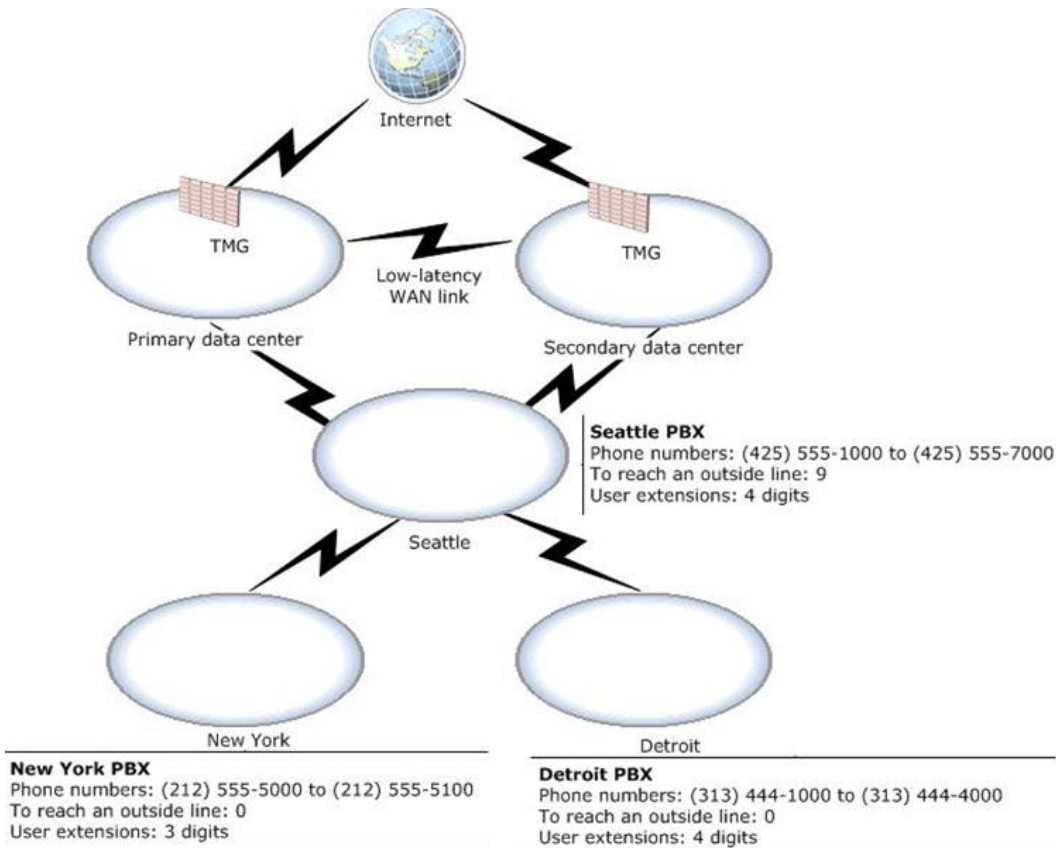 Internet
TMG
TMG
Low-latency
WAN link
Primary data center
Secondary data center
Seattle PBX
Phone numbers: (425) 555-1000 to (425) 555-7000
To reach an outside line: 9
User extensions: 4 digits
Seattle
New York
Detroit
New York PBX
Phone numbers: (212) 555-5000 to (212) 555-5100
To reach an outside line: 0
User extensions: 3 digits
Detroit PBX
Phone numbers: (313) 444-1000 to (313) 444-4000
To reach an outside line: 0
User extensions: 4 digits